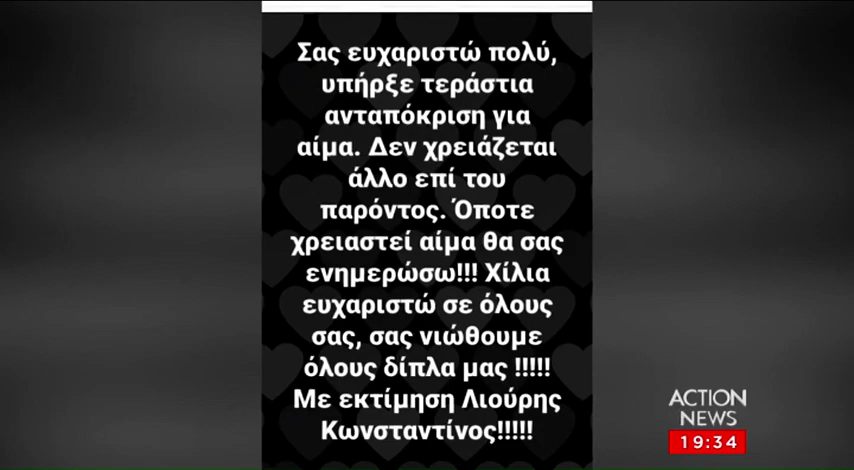 Σας ευχαριστώ πολύ,
υπήρξε τεράστια
ανταπόκριση για
αίμα. Δεν χρειάζεται
άλλο επί του
παρόντος. Όποτε
χρειαστεί αίμα θα σας
ενημερώσω!!! Χίλια
ευχαριστώ σε όλους
σας, σας νιώθουμε
όλους δίπλα μας !!!!!
Με εκτίμηση Λιούρης
Κωνσταντίνος!!!!!
ACTION
NEWS
19:34